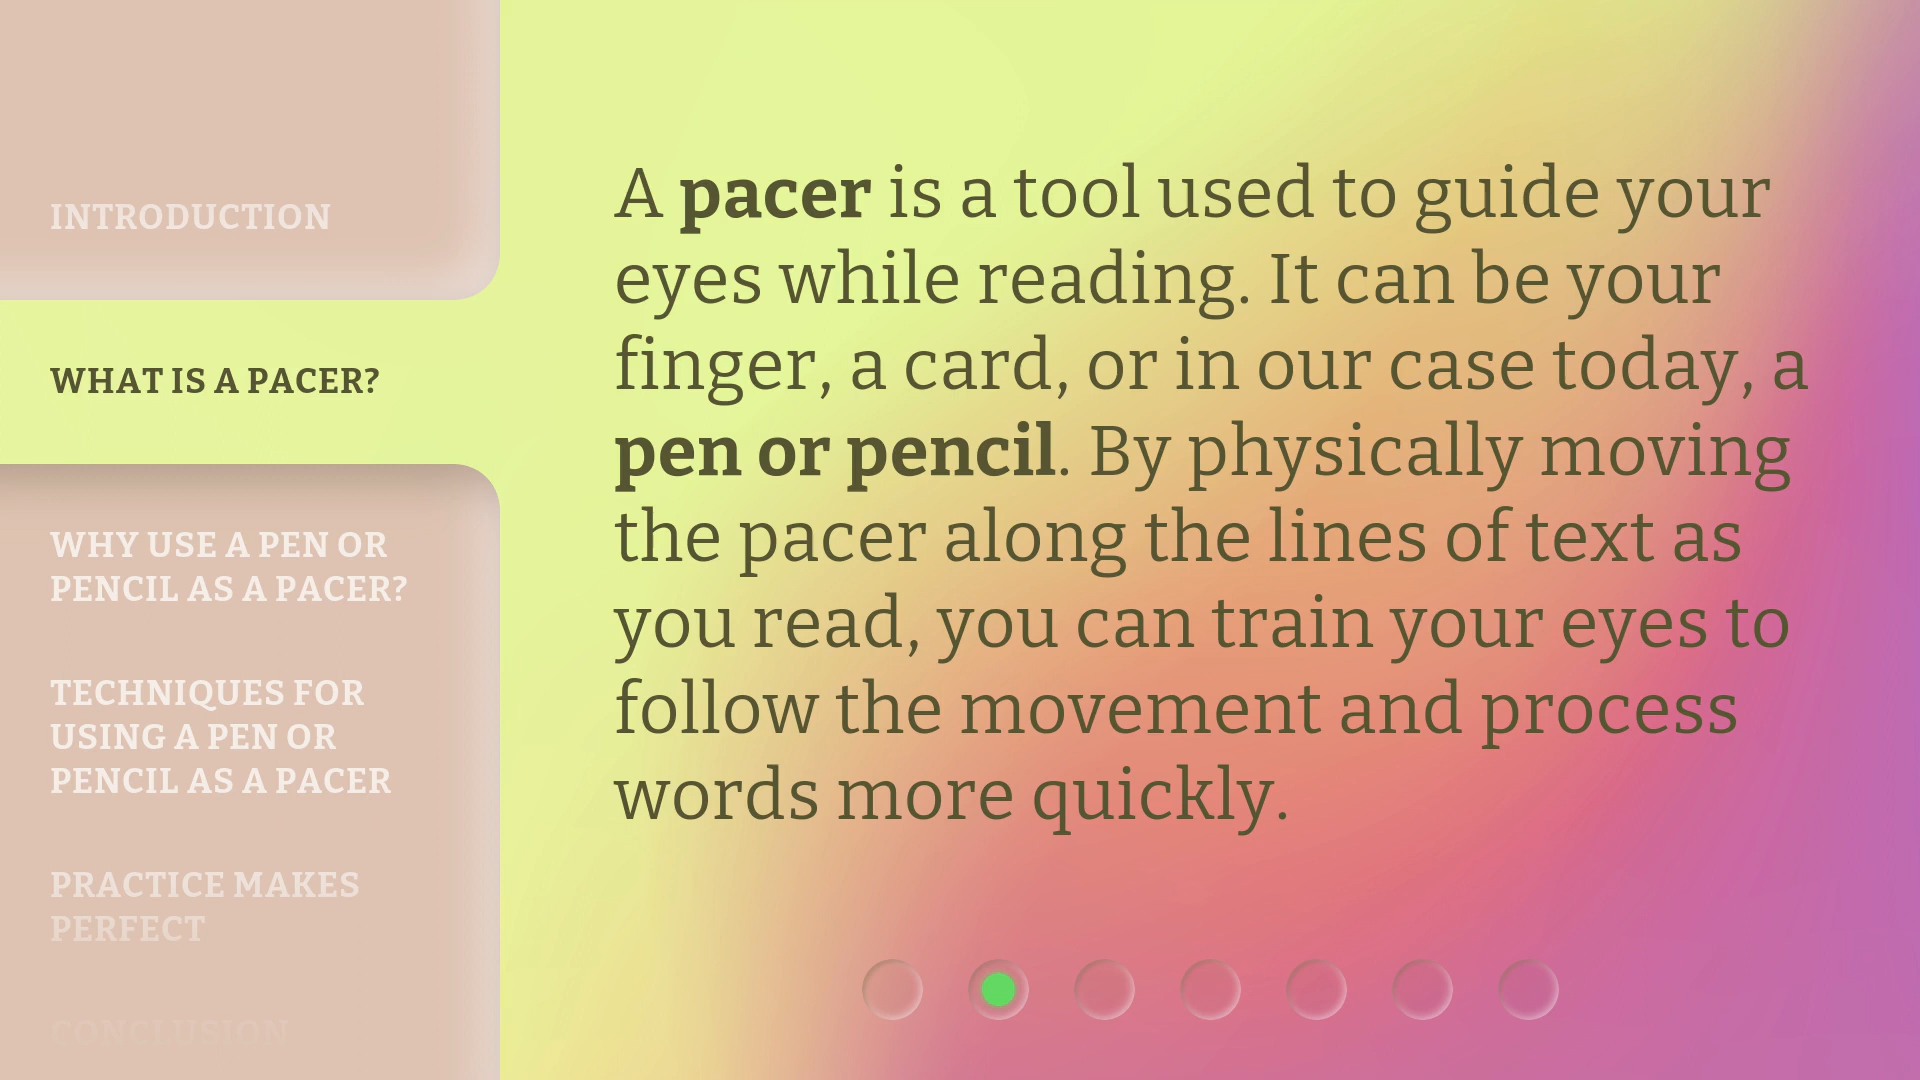 INTRODUCTION
WHAT IS A PACER?
WHY USE A PEN OR
PENCIL AS A PACER?
TECHNIQUES FOR
USING A PEN OR
PENCIL AS A PACER
PRACTICE MAKES
PERFECT
CONCLUSION
A pacer is a tool used to guide your
eyes while reading. It can be your
finger, a card, or in our case today, a
pen or pencil. By physically moving
the pacer along the lines of text as
you read, you can train your eyes to
follow the movement and process
words more quickly.